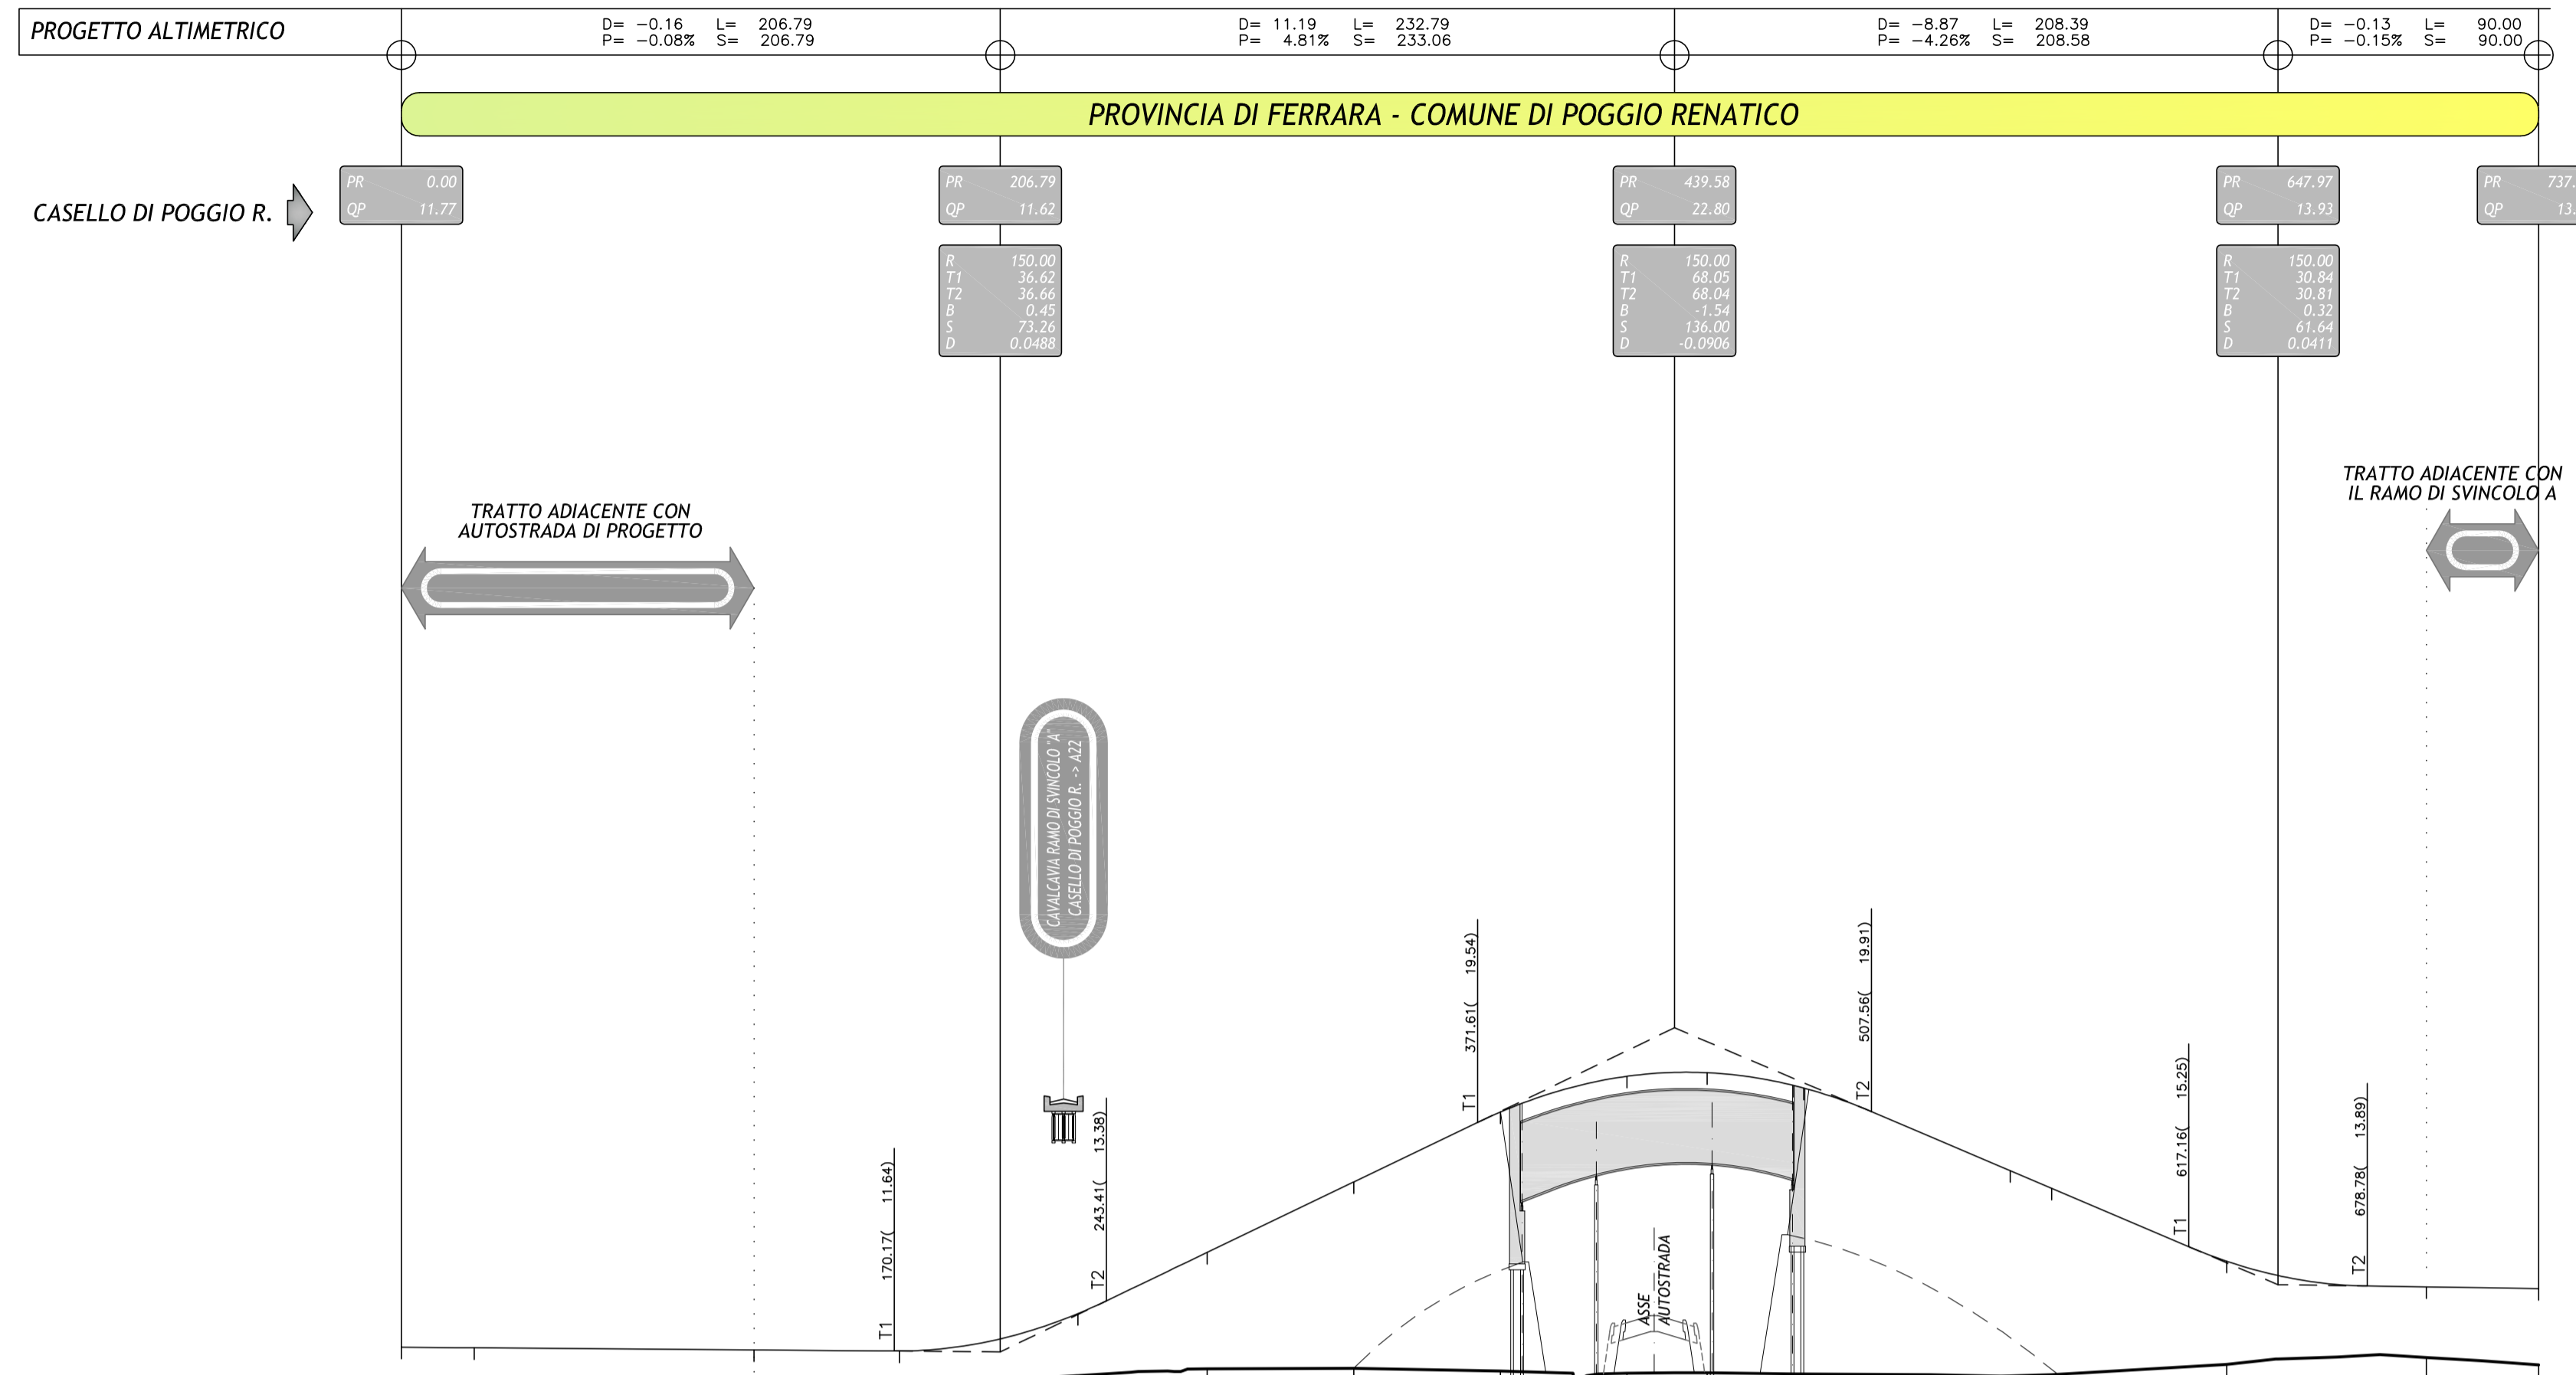 PROGETTO ALTIMETRICO
D= −0.16 L= 206.79
P= −0.08% S= 206.79
D= 11.19 L= 232.79
P= 4.81% S= 233.06
D= −8.87 L= 208.39
P= −4.26% S= 208.58
D= −0.13 L= 90.00
P= −0.15% S= 90.00
PROVINCIA DI FERRARA - COMUNE DI POGGIO RENATICO
CASELLO DI POGGIO R.
PR 0.00
QP 11.77
PR 206.79
QP 11.62
PR 439.58
QP 22.80
PR 647.97
QP 13.93
PR 737.
QP 13.
R 150.00
T1 36.62
T2 36.66
B 0.45
S 73.26
D 0.0488
R 150.00
T1 68.05
T2 68.04
B -1.54
S 136.00
D -0.0906
R 150.00
T1 30.84
T2 30.81
B 0.32
S 61.64
D 0.0411
TRATTO ADIACENTE CON
AUTOSTRADA DI PROGETTO
TRATTO ADIACENTE CON
IL RAMO DI SVINCOLO A
CAVALCAVIA RAMO DI SVINCOLO "A"
CASELLO DI POGGIO R. -> A22
T1 170.17( 11.64)
T2 243.41( 13.38)
T1 371.61( 19.54)
T2 507.56( 19.91)
T1 617.16( 15.25)
T2 678.78( 13.89)
ASSE
AUTOSTRADA